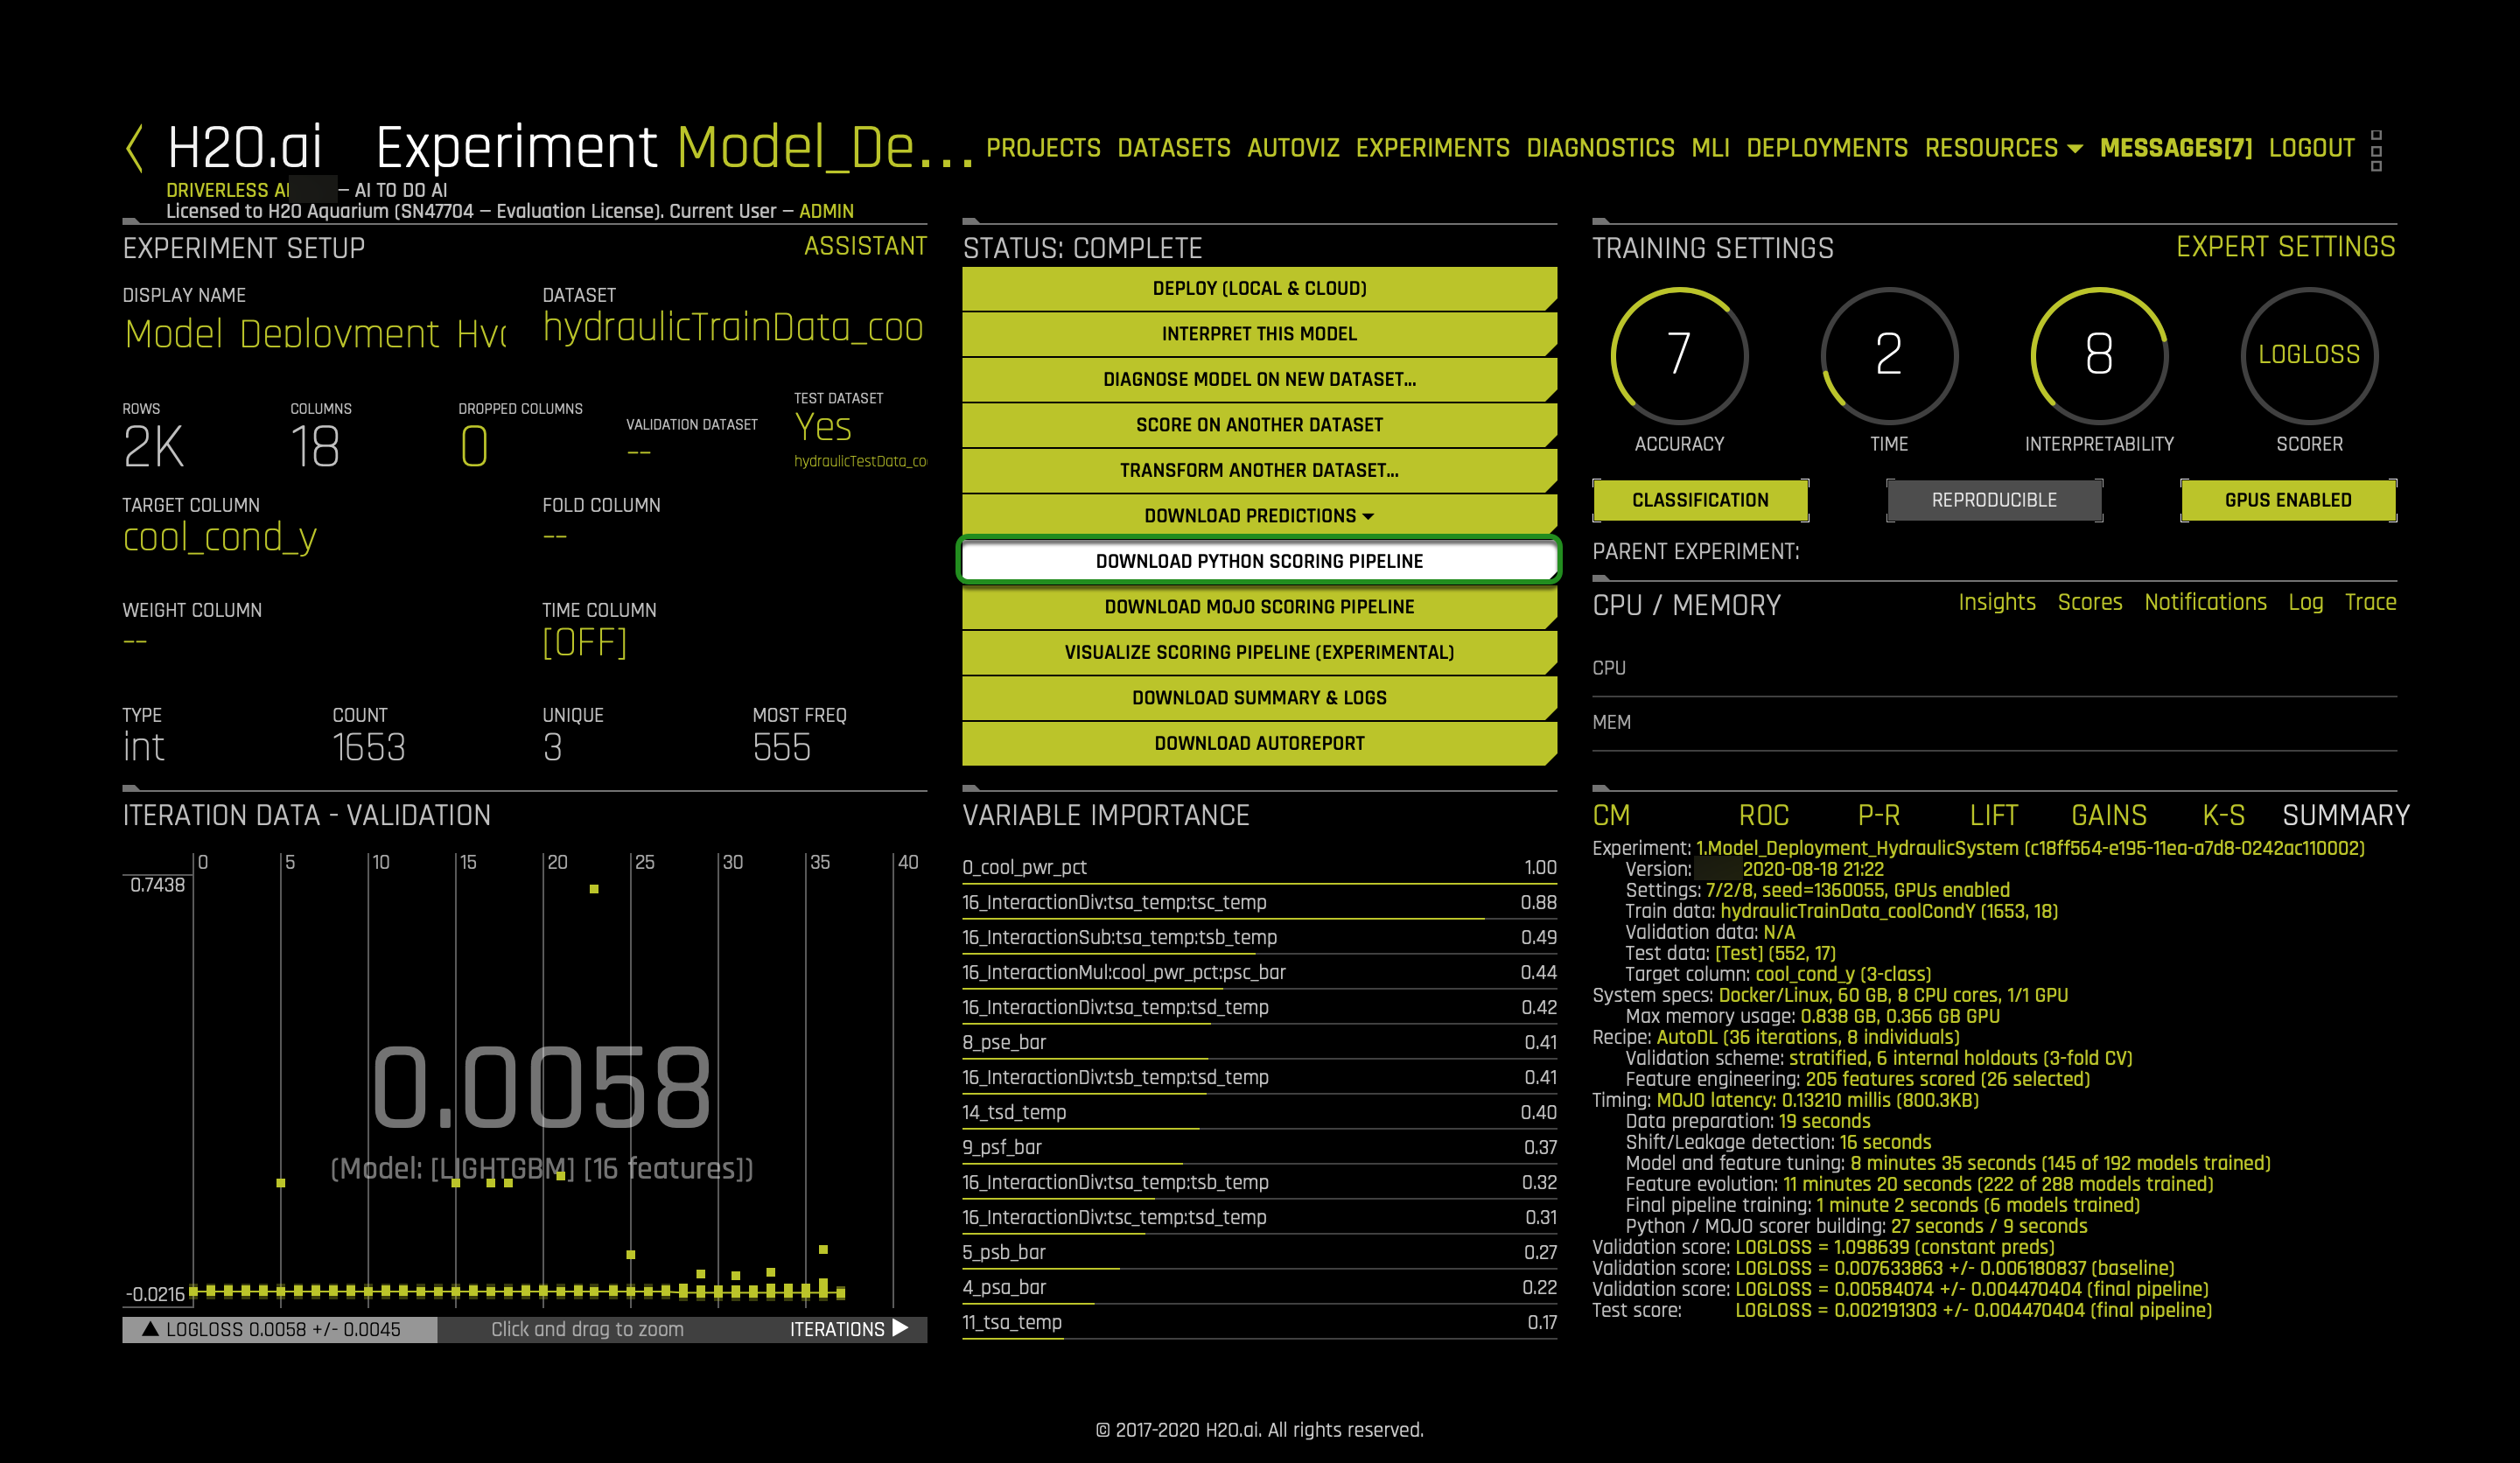 H2O.ai Experiment Model_De...
PROJECTS DATASETS AUTOVIZ EXPERIMENTS DIAGNOSTICS MLI DEPLOYMENTS RESOURCES MESSAGES[7] LOGOUT
DRIVERLESS AI — AI TO DO AI
Licensed to H2O Aquarium (SN47704 — Evaluation License). Current User — ADMIN
EXPERIMENT SETUP ASSISTANT
DISPLAY NAME DATASET
Model Deployment Hy hydraulicTrainData_coo
ROWS COLUMNS DROPPED COLUMNS VALIDATION DATASET TEST DATASET
2K 18 0 -- Yes
hydraulicTestData_co
TARGET COLUMN FOLD COLUMN
cool_cond_y --
WEIGHT COLUMN TIME COLUMN
-- [OFF]
TYPE COUNT UNIQUE MOST FREQ
int 1653 3 555
STATUS: COMPLETE
DEPLOY (LOCAL & CLOUD)
INTERPRET THIS MODEL
DIAGNOSE MODEL ON NEW DATASET...
SCORE ON ANOTHER DATASET
TRANSFORM ANOTHER DATASET...
DOWNLOAD PREDICTIONS
DOWNLOAD PYTHON SCORING PIPELINE
DOWNLOAD MOJO SCORING PIPELINE
VISUALIZE SCORING PIPELINE (EXPERIMENTAL)
DOWNLOAD SUMMARY & LOGS
DOWNLOAD AUTOREPORT
TRAINING SETTINGS EXPERT SETTINGS
7 2 8 LOGLOSS
ACCURACY TIME INTERPRETABILITY SCORER
CLASSIFICATION REPRODUCIBLE GPUS ENABLED
PARENT EXPERIMENT:
CPU / MEMORY Insights Scores Notifications Log Trace
CPU
MEM
ITERATION DATA - VALIDATION
0 5 10 15 20 25 30 35 40
0.7438
0.0058
(Model: [LIGHTGBM] [16 features])
-0.0216
LOGLOSS 0.0058 +/- 0.0045 Click and drag to zoom ITERATIONS
VARIABLE IMPORTANCE
0_cool_pwr_pct 1.00
16_InteractionDiv:tsa_temp:tsc_temp 0.88
16_InteractionSub:tsa_temp:tsb_temp 0.49
16_InteractionMul:cool_pwr_pct:psc_bar 0.44
16_InteractionDiv:tsa_temp:tsd_temp 0.42
8_pse_bar 0.41
16_InteractionDiv:tsb_temp:tsd_temp 0.41
14_tsd_temp 0.40
9_psf_bar 0.37
16_InteractionDiv:tsa_temp:tsb_temp 0.32
16_InteractionDiv:tsc_temp:tsd_temp 0.31
5_psb_bar 0.27
4_psa_bar 0.22
11_tsa_temp 0.17
CM ROC P-R LIFT GAINS K-S SUMMARY
Experiment: 1.Model_Deployment_HydraulicSystem (c18ff564-e195-11ea-a7d8-0242ac110002)
Version: 2020-08-18 21:22
Settings: 7/2/8, seed=1360055, GPUs enabled
Train data: hydraulicTrainData_coolCondY (1653, 18)
Validation data: N/A
Test data: [Test] (552, 17)
Target column: cool_cond_y (3-class)
System specs: Docker/Linux, 60 GB, 8 CPU cores, 1/1 GPU
Max memory usage: 0.838 GB, 0.366 GB GPU
Recipe: AutoDL (36 iterations, 8 individuals)
Validation scheme: stratified, 6 internal holdouts (3-fold CV)
Feature engineering: 205 features scored (26 selected)
Timing: MOJO latency: 0.13210 millis (800.3KB)
Data preparation: 19 seconds
Shift/Leakage detection: 16 seconds
Model and feature tuning: 8 minutes 35 seconds (145 of 192 models trained)
Feature evolution: 11 minutes 20 seconds (222 of 288 models trained)
Final pipeline training: 1 minute 2 seconds (6 models trained)
Python / MOJO scorer building: 27 seconds / 9 seconds
Validation score: LOGLOSS = 1.098639 (constant preds)
Validation score: LOGLOSS = 0.007633863 +/- 0.006180837 (baseline)
Validation score: LOGLOSS = 0.00584074 +/- 0.004470404 (final pipeline)
Test score: LOGLOSS = 0.002191303 +/- 0.004470404 (final pipeline)
© 2017-2020 H2O.ai. All rights reserved.